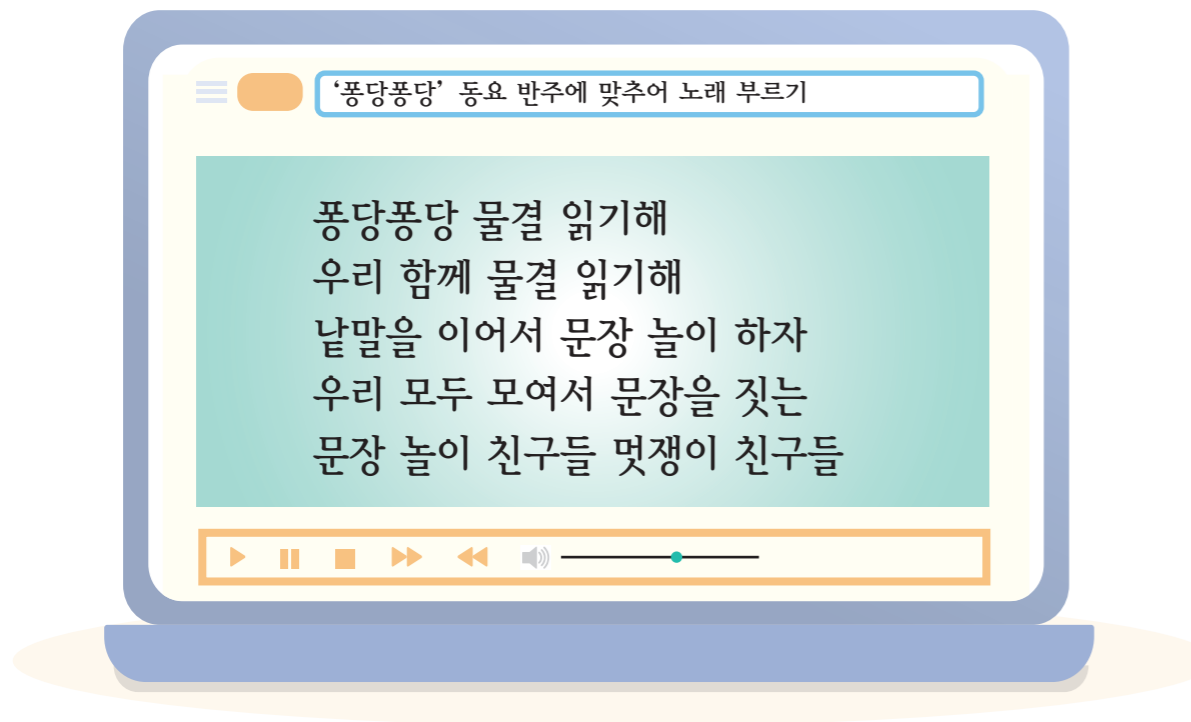 ‘퐁당퐁당’ 동요 반주에 맞추어 노래 부르기
퐁당퐁당 물결 읽기해
우리 함께 물결 읽기해
낱말을 이어서 문장 놀이 하자
우리 모두 모여서 문장을 짓는
문장 놀이 친구들 멋쟁이 친구들